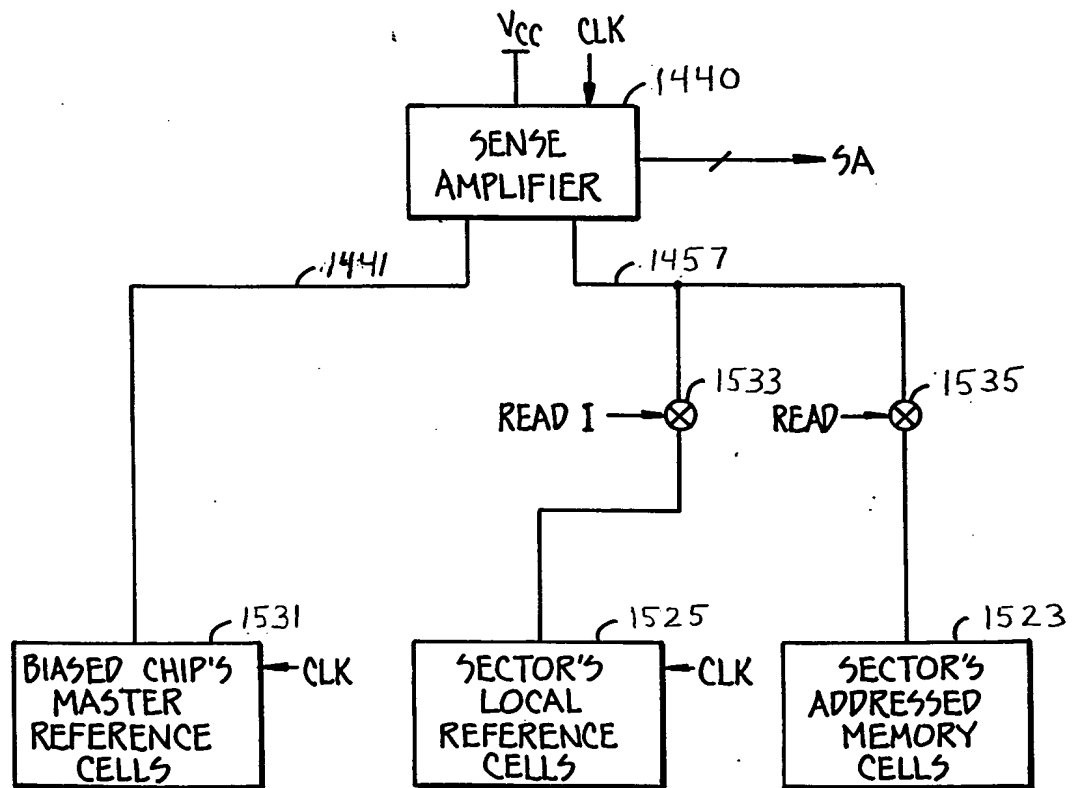 VCC CLK
1440
SENSE
AMPLIFIER
SA
1441
1457
1533
READ I
1535
READ
1531
BIASED CHIP'S
MASTER
REFERENCE
CELLS
CLK
1525
SECTOR'S
LOCAL
REFERENCE
CELLS
CLK
1523
SECTOR'S
ADDRESSED
MEMORY
CELLS